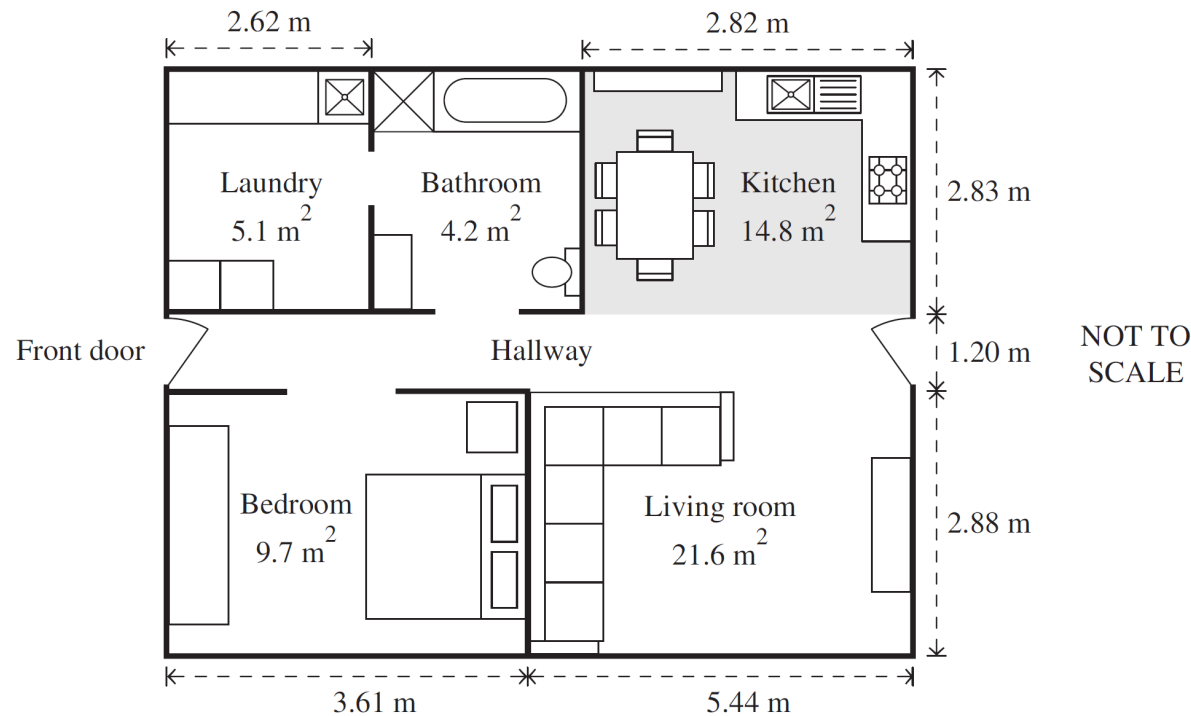 2.62 m
2.82 m
Laundry
5.1 m²
Bathroom
4.2 m²
Kitchen
14.8 m²
2.83 m
Front door
Hallway
1.20 m
NOT TO
SCALE
Bedroom
9.7 m²
Living room
21.6 m²
2.88 m
3.61 m
5.44 m